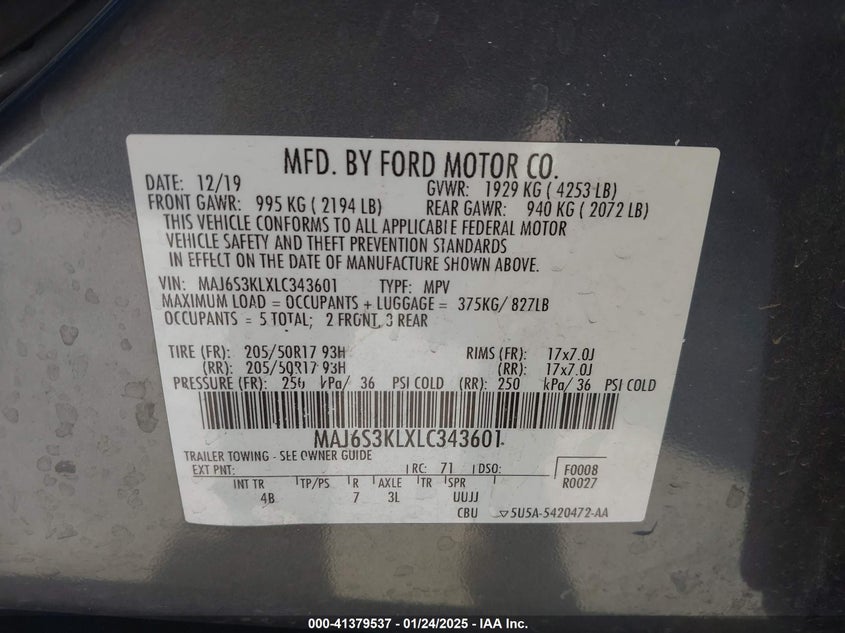 MFD. BY FORD MOTOR CO.
DATE: 12/19 GVWR: 1929 KG ( 4253 LB)
FRONT GAWR: 995 KG ( 2194 LB) REAR GAWR: 940 KG ( 2072 LB)
THIS VEHICLE CONFORMS TO ALL APPLICABLE FEDERAL MOTOR
VEHICLE SAFETY AND THEFT PREVENTION STANDARDS
IN EFFECT ON THE DATE OF MANUFACTURE SHOWN ABOVE.
VIN: MAJ6S3KLXLC343601 TYPE: MPV
MAXIMUM LOAD = OCCUPANTS + LUGGAGE = 375KG/ 827LB
OCCUPANTS = 5 TOTAL; 2 FRONT, 3 REAR
TIRE (FR): 205/50R17 93H RIMS (FR): 17x7.0J
(RR): 205/50R17 93H (RR): 17x7.0J
PRESSURE (FR): 250 kPa/ 36 PSI COLD (RR): 250 kPa/ 36 PSI COLD
MAJ6S3KLXLC343601
TRAILER TOWING - SEE OWNER GUIDE
EXT PNT: RC: 71 DSO: F0008
INT TR TP/PS R AXLE TR SPR R0027
4B 7 3L UUJJ
CBU 5U5A-5420472-AA
000-41379537 - 01/24/2025 - IAA Inc.